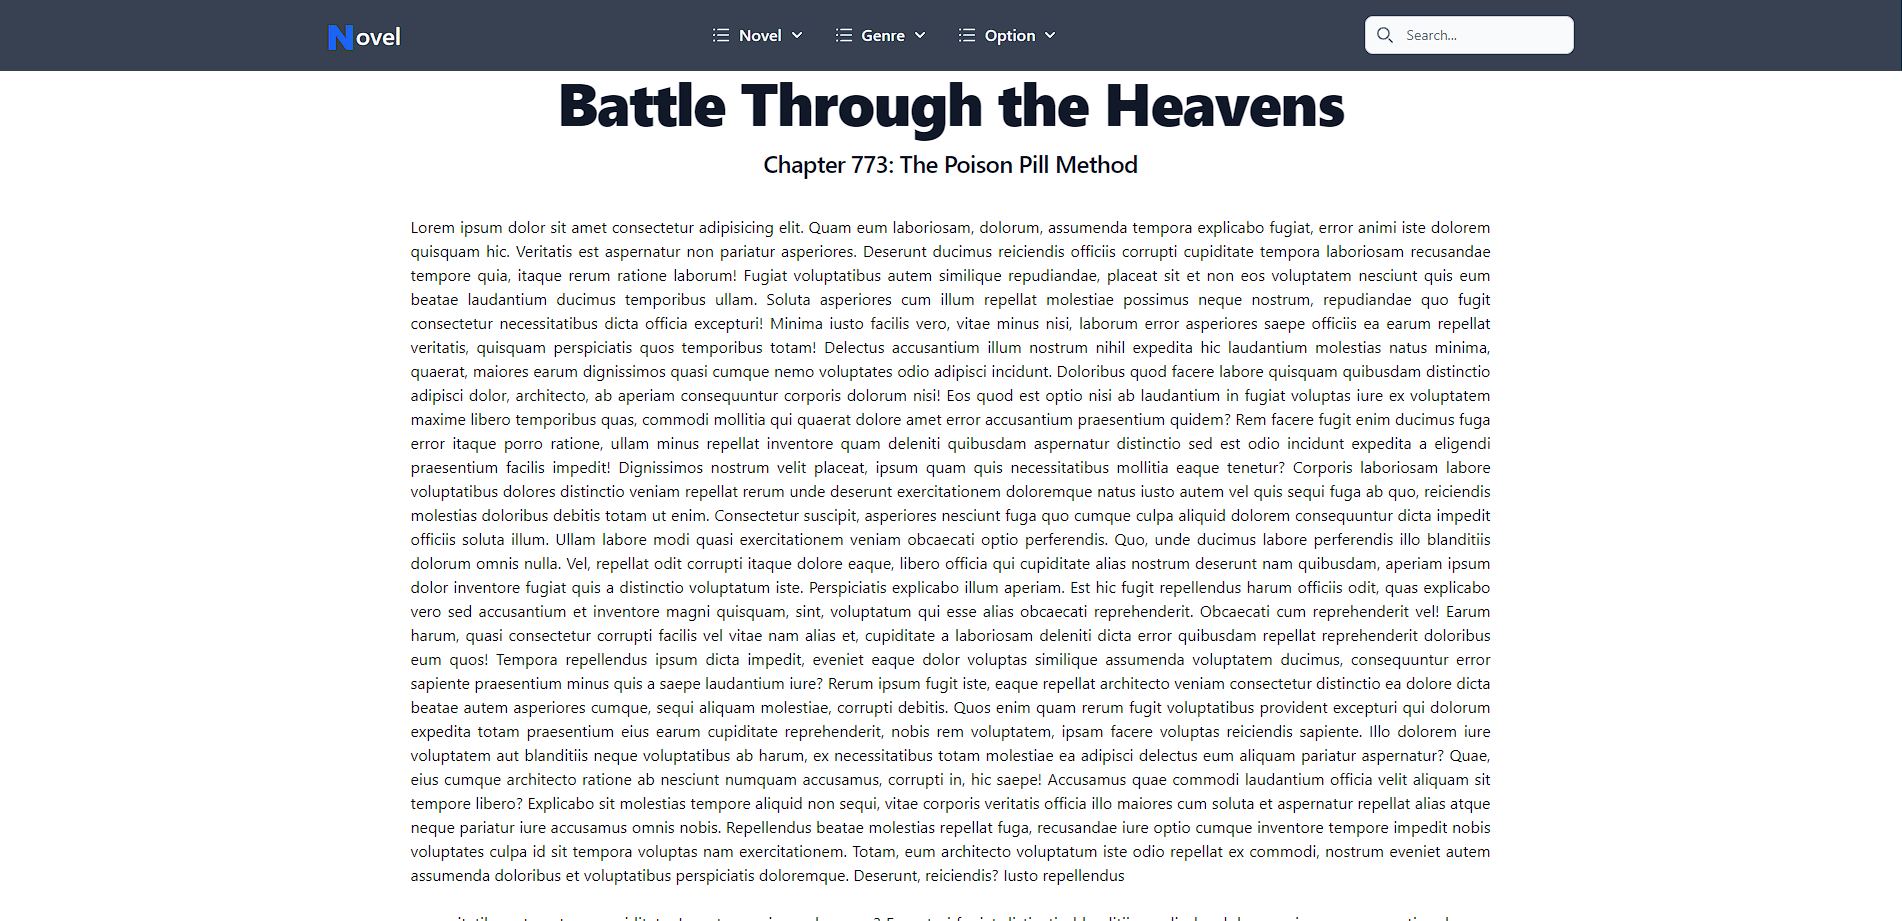 Novel
Novel
Genre
Option
Search...
Battle Through the Heavens
Chapter 773: The Poison Pill Method
Lorem ipsum dolor sit amet consectetur adipisicing elit. Quam eum laboriosam, dolorum, assumenda tempora explicabo fugiat, error animi iste dolorem
quisquam hic. Veritatis est aspernatur non pariatur asperiores. Deserunt ducimus reiciendis officiis corrupti cupiditate tempora laboriosam recusandae
tempore quia, itaque rerum ratione laborum! Fugiat voluptatibus autem similique repudiandae, placeat sit et non eos voluptatem nesciunt quis eum
beatae laudantium ducimus temporibus ullam. Soluta asperiores cum illum repellat molestiae possimus neque nostrum, repudiandae quo fugit
consectetur necessitatibus dicta officia excepturi! Minima iusto facilis vero, vitae minus nisi, laborum error asperiores saepe officiis ea earum repellat
veritatis, quisquam perspiciatis quos temporibus totam! Delectus accusantium illum nostrum nihil expedita hic laudantium molestias natus minima,
quaerat, maiores earum dignissimos quasi cumque nemo voluptates odio adipisci incidunt. Doloribus quod facere labore quisquam quibusdam distinctio
adipisci dolor, architecto, ab aperiam consequuntur corporis dolorum nisi! Eos quod est optio nisi ab laudantium in fugiat voluptas iure ex voluptatem
maxime libero temporibus quas, commodi mollitia qui quaerat dolore amet error accusantium praesentium quidem? Rem facere fugit enim ducimus fuga
error itaque porro ratione, ullam minus repellat inventore quam deleniti quibusdam aspernatur distinctio sed est odio incidunt expedita a eligendi
praesentium facilis impedit! Dignissimos nostrum velit placeat, ipsum quam quis necessitatibus mollitia eaque tenetur? Corporis laboriosam labore
voluptatibus dolores distinctio veniam repellat rerum unde deserunt exercitationem doloremque natus iusto autem vel quis sequi fuga ab quo, reiciendis
molestias doloribus debitis totam ut enim. Consectetur suscipit, asperiores nesciunt fuga quo cumque culpa aliquid dolorem consequuntur dicta impedit
officiis soluta illum. Ullam labore modi quasi exercitationem veniam obcaecati optio perferendis. Quo, unde ducimus labore perferendis illo blanditiis
dolorum omnis nulla. Vel, repellat odit corrupti itaque dolore eaque, libero officia qui cupiditate alias nostrum deserunt nam quibusdam, aperiam ipsum
dolor inventore fugiat quis a distinctio voluptatum iste. Perspiciatis explicabo illum aperiam. Est hic fugit repellendus harum officiis odit, quas explicabo
vero sed accusantium et inventore magni quisquam, sint, voluptatum qui esse alias obcaecati reprehenderit. Obcaecati cum reprehenderit vel! Earum
harum, quasi consectetur corrupti facilis vel vitae nam alias et, cupiditate a laboriosam deleniti dicta error quibusdam repellat reprehenderit doloribus
eum quos! Tempora repellendus ipsum dicta impedit, eveniet eaque dolor voluptas similique assumenda voluptatem ducimus, consequuntur error
sapiente praesentium minus quis a saepe laudantium iure? Rerum ipsum fugit iste, eaque repellat architecto veniam consectetur distinctio ea dolore dicta
beatae autem asperiores cumque, sequi aliquam molestiae, corrupti debitis. Quos enim quam rerum fugit voluptatibus provident excepturi qui dolorum
expedita totam praesentium eius earum cupiditate reprehenderit, nobis rem voluptatem, ipsam facere voluptas reiciendis sapiente. Illo dolorem iure
voluptatem aut blanditiis neque voluptatibus ab harum, ex necessitatibus totam molestiae ea adipisci delectus eum aliquam pariatur aspernatur? Quae,
eius cumque architecto ratione ab nesciunt numquam accusamus, corrupti in, hic saepe! Accusamus quae commodi laudantium officia velit aliquam sit
tempore libero? Explicabo sit molestias tempore aliquid non sequi, vitae corporis veritatis officia illo maiores cum soluta et aspernatur repellat alias atque
neque pariatur iure accusamus omnis nobis. Repellendus beatae molestias repellat fuga, recusandae iure optio cumque inventore tempore impedit nobis
voluptates culpa id sit tempora voluptas nam exercitationem. Totam, eum architecto voluptatum iste odio repellat ex commodi, nostrum eveniet autem
assumenda doloribus et voluptatibus perspiciatis doloremque. Deserunt, reiciendis? Iusto repellendus